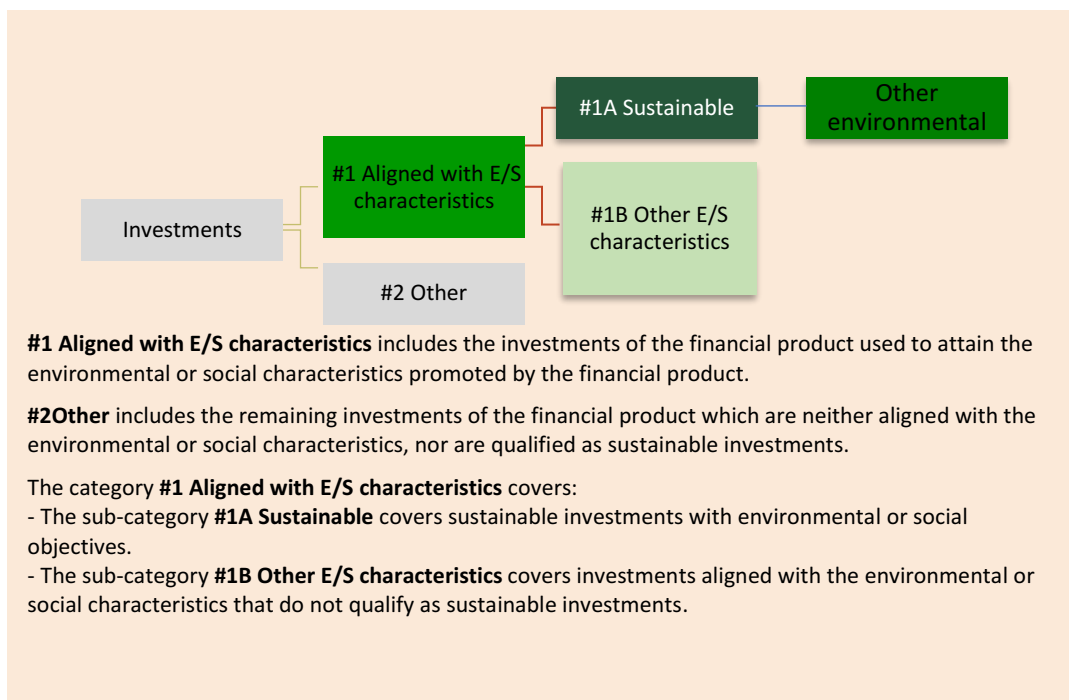 Other
environmental
#1A Sustainable
#1 Aligned with E/S
characteristics
#1B Other E/S
characteristics
Investments
#2 Other
#1 Aligned with E/S characteristics includes the investments of the financial product used to attain the
environmental or social characteristics promoted by the financial product.
#2Other includes the remaining investments of the financial product which are neither aligned with the
environmental or social characteristics, nor are qualified as sustainable investments.
The category #1 Aligned with E/S characteristics covers:
- The sub-category #1A Sustainable covers sustainable investments with environmental or social
objectives.
- The sub-category #1B Other E/S characteristics covers investments aligned with the environmental or
social characteristics that do not qualify as sustainable investments.